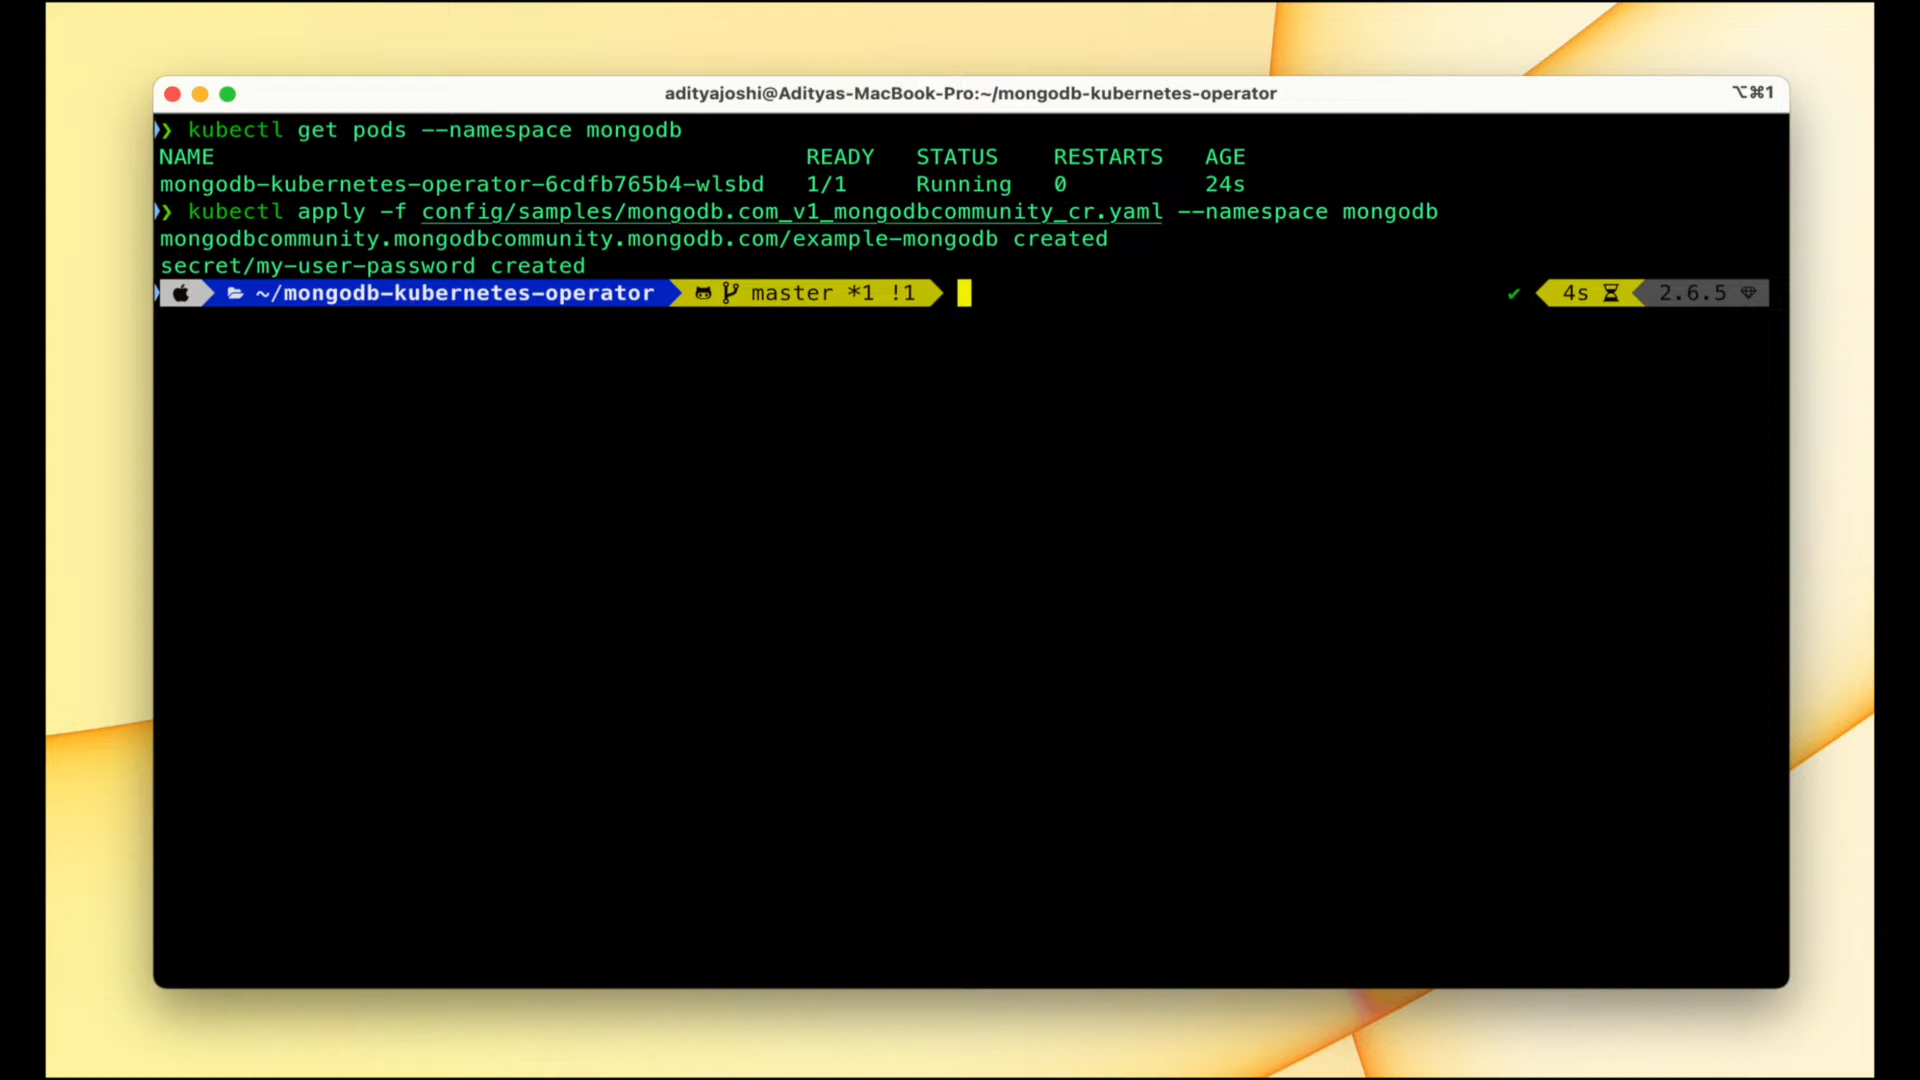 adityajoshi@Adityas-MacBook-Pro:~/mongodb-kubernetes-operator
⌥⌘1
❯ kubectl get pods --namespace mongodb
NAME READY STATUS RESTARTS AGE
mongodb-kubernetes-operator-6cdfb765b4-wlsbd 1/1 Running 0 24s
❯ kubectl apply -f config/samples/mongodb.com_v1_mongodbcommunity_cr.yaml --namespace mongodb
mongodbcommunity.mongodbcommunity.mongodb.com/example-mongodb created
secret/my-user-password created
~/mongodb-kubernetes-operator master *1 !1 ✔ 4s 2.6.5